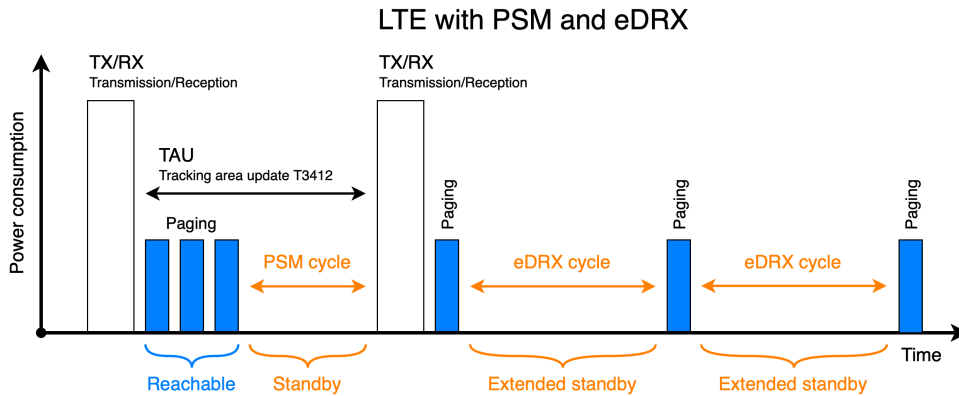 LTE with PSM and eDRX
TX/RX
Transmission/Reception
TX/RX
Transmission/Reception
Power consumption
TAU
Tracking area update T3412
Paging
Paging
Paging
Paging
PSM cycle
eDRX cycle
eDRX cycle
Time
Reachable
Standby
Extended standby
Extended standby